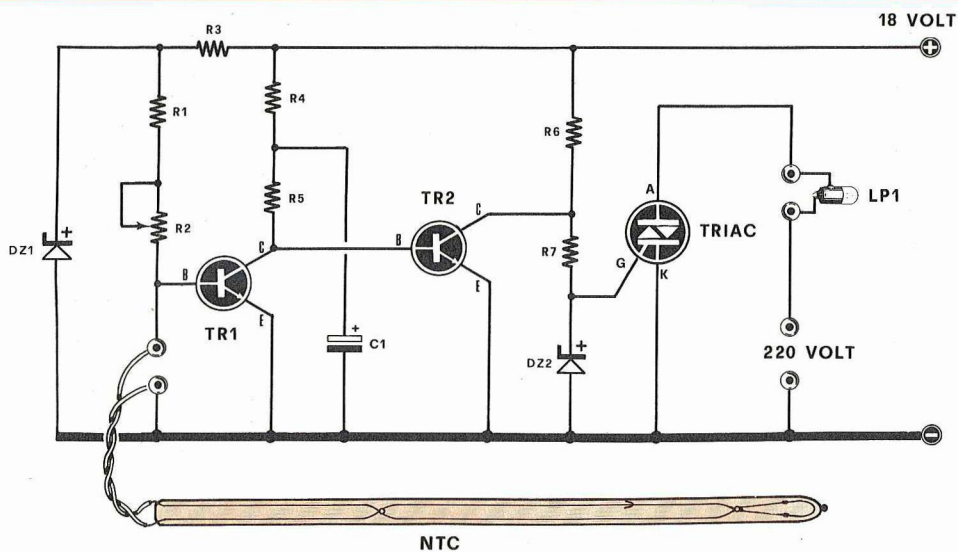 18 VOLT
R3
R1
R4
R6
R5
A
TR2
C
LP1
R2
TRIAC
DZ1
C
B
R7
G
K
B
E
E
TR1
+
C1
+
DZ2
220 VOLT
NTC